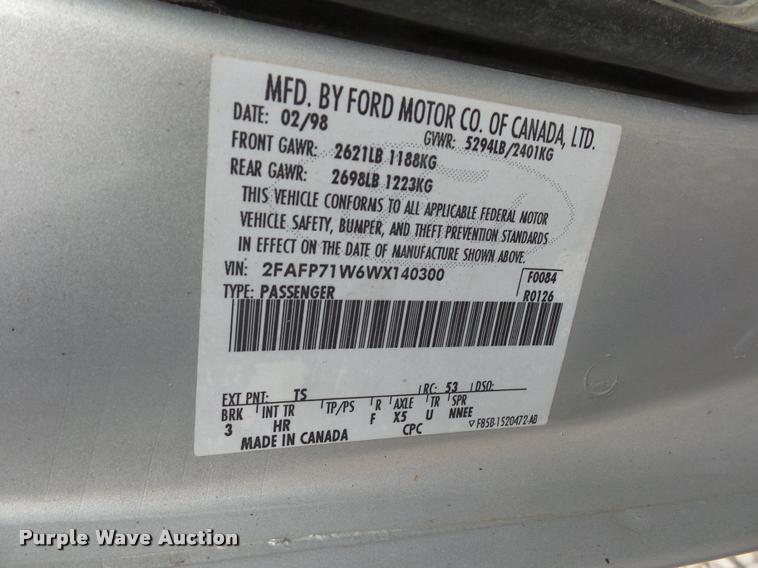 MFD. BY FORD MOTOR CO. OF CANADA, LTD.
DATE: 02/98 GVWR: 5294LB/2401KG
FRONT GAWR: 2621LB 1188KG
REAR GAWR: 2698LB 1223KG
THIS VEHICLE CONFORMS TO ALL APPLICABLE FEDERAL MOTOR
VEHICLE SAFETY, BUMPER, AND THEFT PREVENTION STANDARDS
IN EFFECT ON THE DATE OF MANUFACTURE SHOWN ABOVE.
VIN: 2FAFP71W6WX140300 F0084
TYPE: PASSENGER R0126
EXT PNT: TS RC: 53 DSO:
BRK INT TR TP/PS R AXLE TR SPR
3 HR F X5 U NNEE
MADE IN CANADA CPC F85B-1520472-AB
Purple Wave Auction